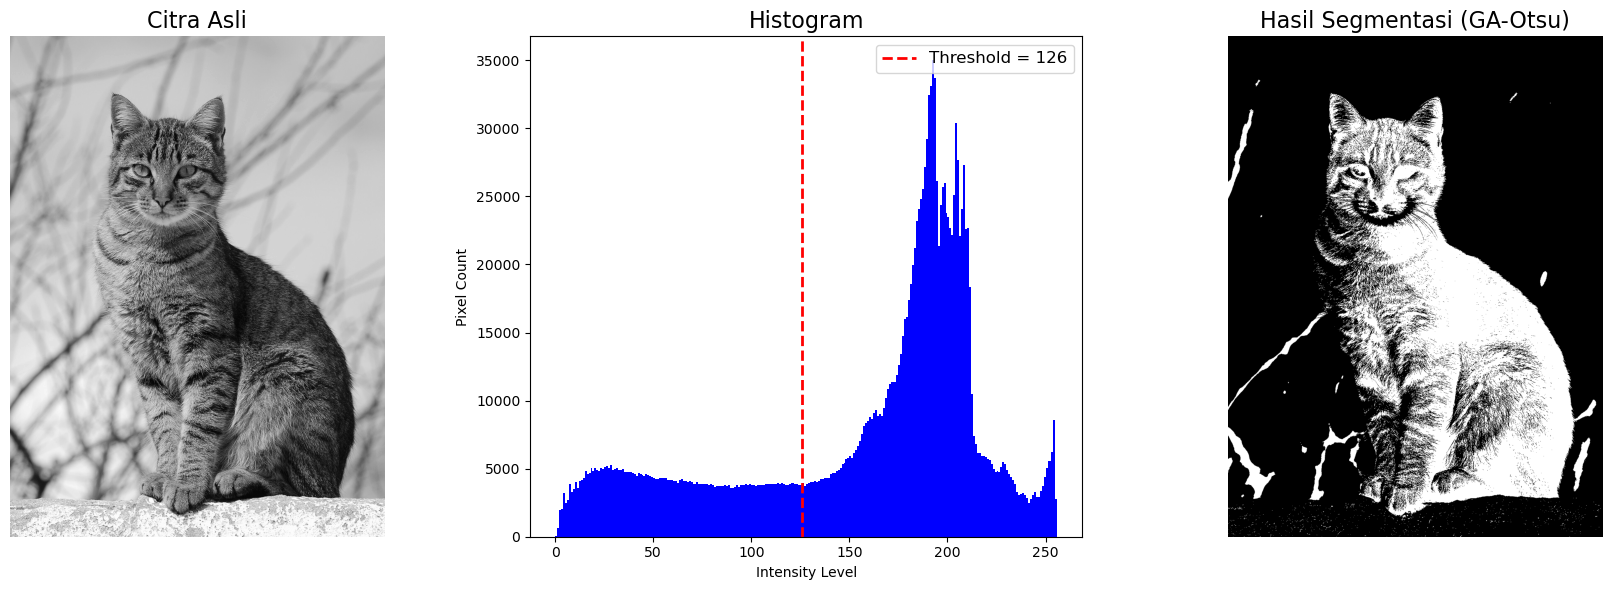 Citra Asli
Histogram
Hasil Segmentasi (GA-Otsu)
Threshold = 126
35000
30000
25000
20000
15000
10000
5000
0
Pixel Count
0 50 100 150 200 250
Intensity Level